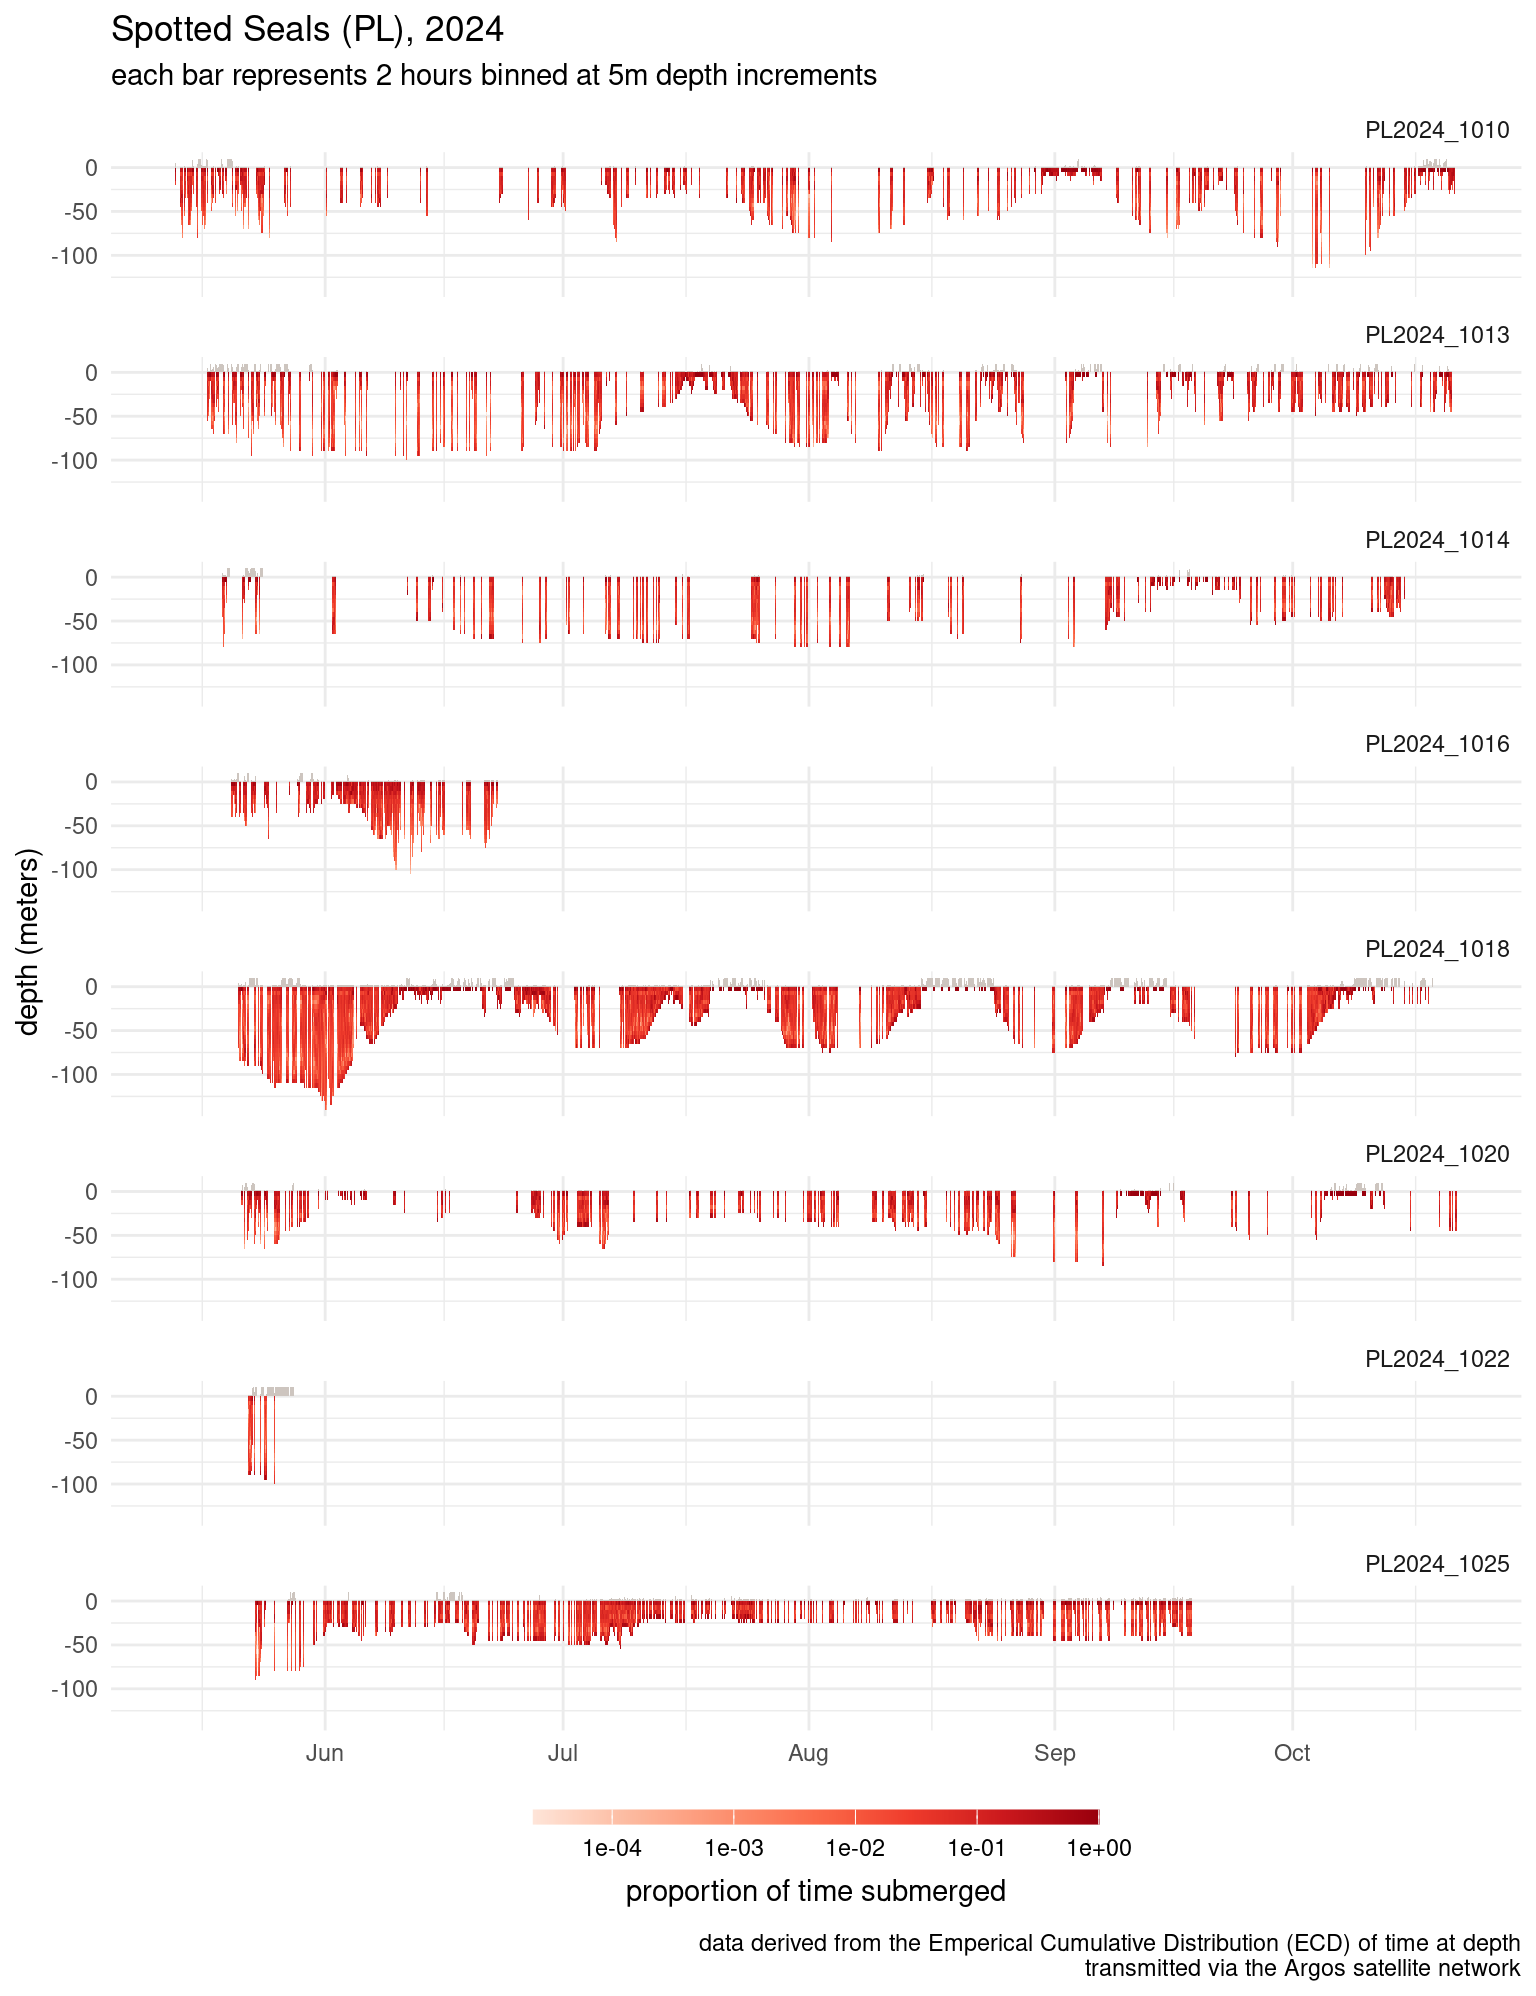 Spotted Seals (PL), 2024
each bar represents 2 hours binned at 5m depth increments
PL2024_1010
0
-50
-100
PL2024_1013
0
-50
-100
PL2024_1014
0
-50
-100
PL2024_1016
0
-50
-100
depth (meters)
PL2024_1018
0
-50
-100
PL2024_1020
0
-50
-100
PL2024_1022
0
-50
-100
PL2024_1025
0
-50
-100
Jun Jul Aug Sep Oct
1e-04 1e-03 1e-02 1e-01 1e+00
proportion of time submerged
data derived from the Emperical Cumulative Distribution (ECD) of time at depth
transmitted via the Argos satellite network